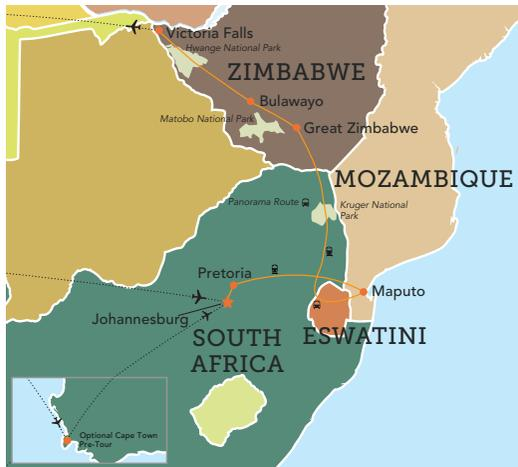 Victoria Falls
Hwange National Park
ZIMBABWE
Bulawayo
Matobo National Park
Great Zimbabwe
MOZAMBIQUE
Panorama Route
Kruger National
Park
Pretoria
Maputo
Johannesburg
SOUTH
AFRICA
ESWATINI
Optional Cape Town
Pre-Tour